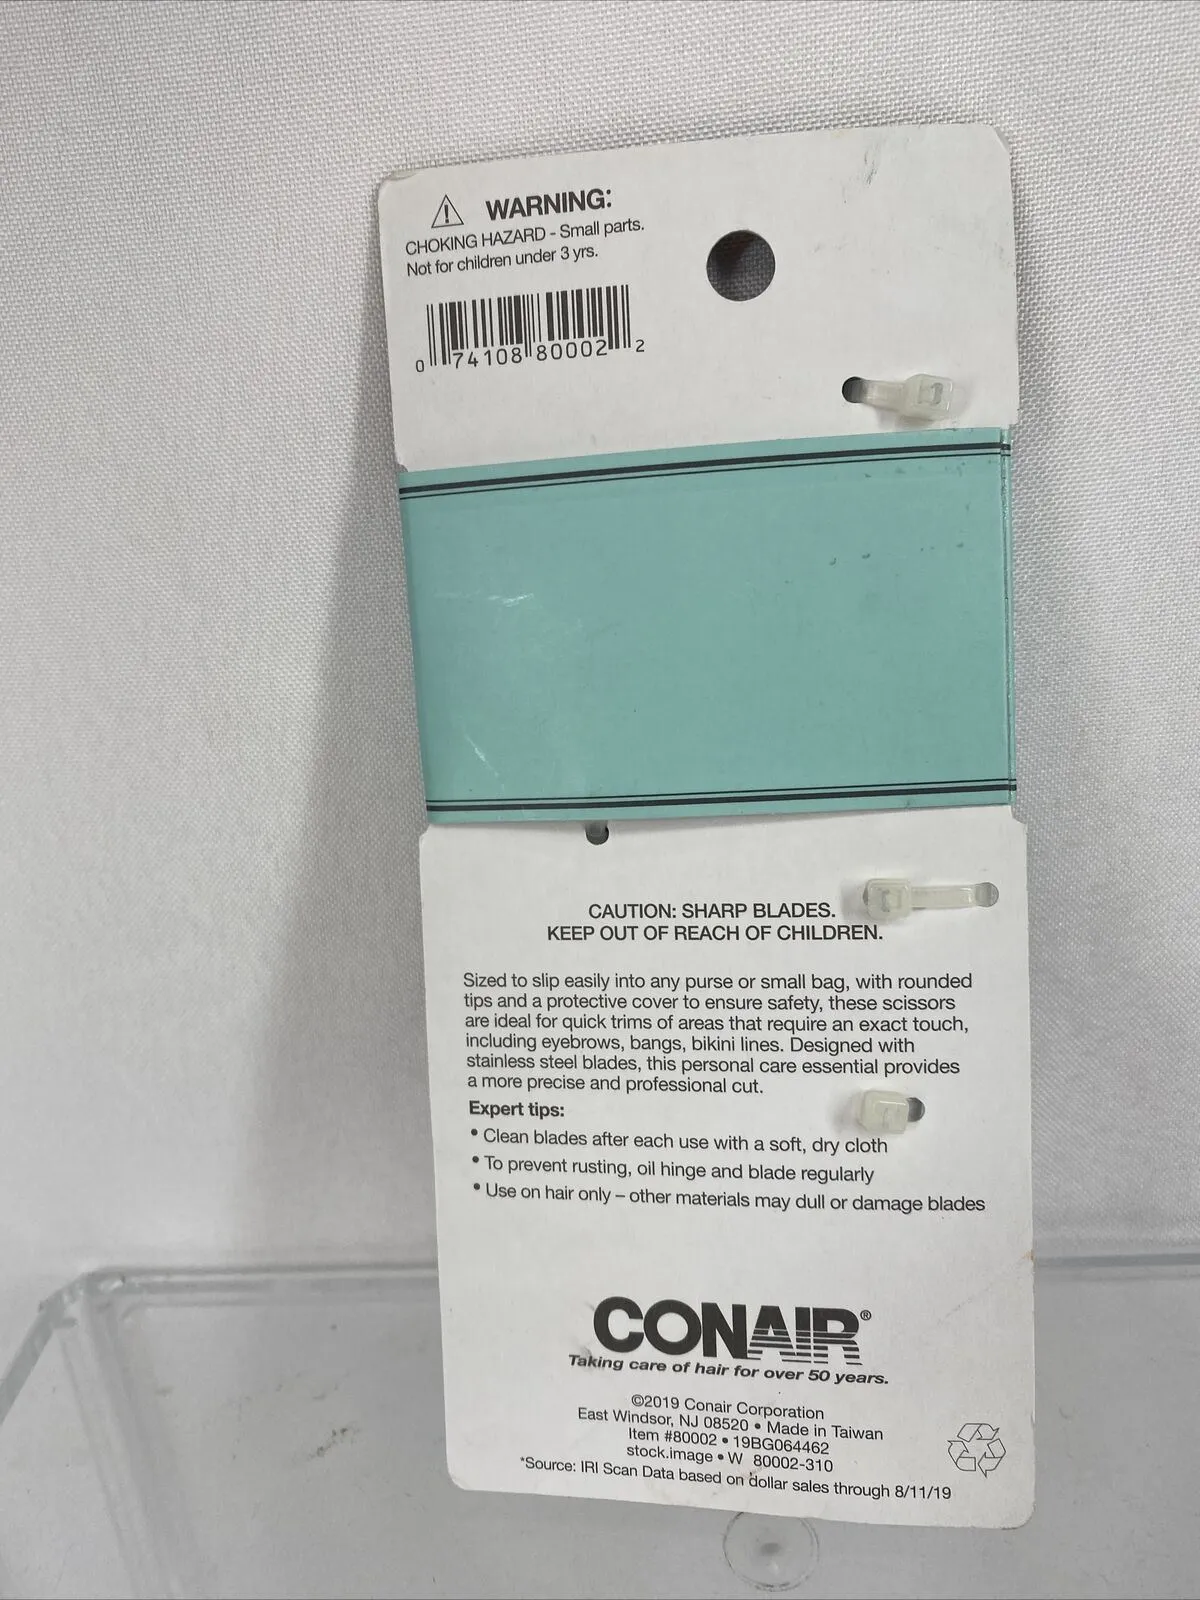 WARNING:
CHOKING HAZARD - Small parts.
Not for children under 3 yrs.
0 74108 80002 2
CAUTION: SHARP BLADES.
KEEP OUT OF REACH OF CHILDREN.
Sized to slip easily into any purse or small bag, with rounded
tips and a protective cover to ensure safety, these scissors
are ideal for quick trims of areas that require an exact touch,
including eyebrows, bangs, bikini lines. Designed with
stainless steel blades, this personal care essential provides
a more precise and professional cut.
Expert tips:
• Clean blades after each use with a soft, dry cloth
• To prevent rusting, oil hinge and blade regularly
• Use on hair only – other materials may dull or damage blades
CONAIR®
Taking care of hair for over 50 years.
©2019 Conair Corporation
East Windsor, NJ 08520 • Made in Taiwan
Item #80002 • 19BG064462
stock.image • W 80002-310
*Source: IRI Scan Data based on dollar sales through 8/11/19